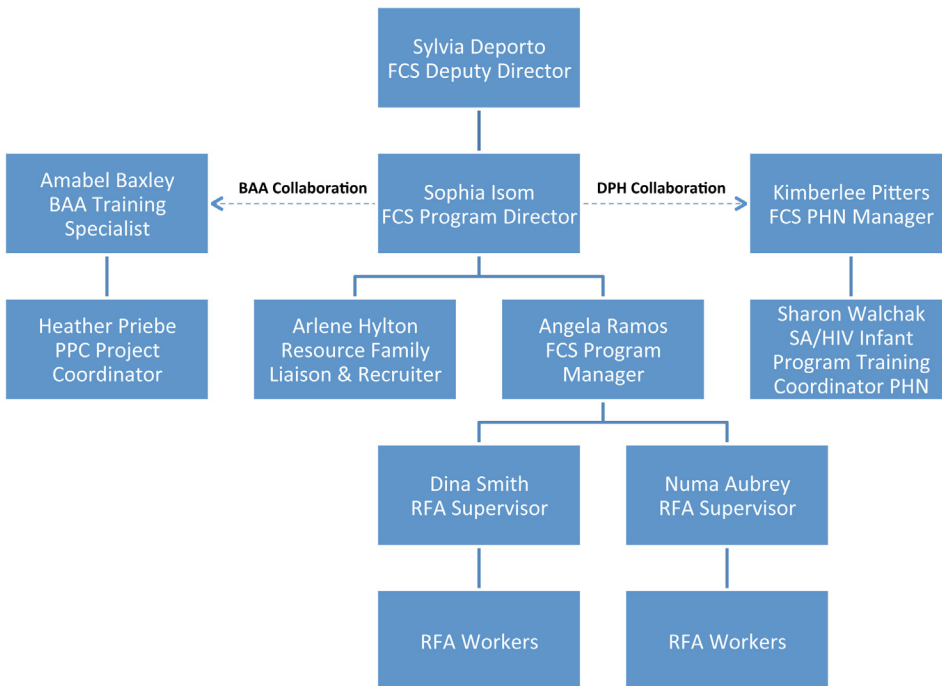 Sylvia Deporto
FCS Deputy Director
Amabel Baxley
BAA Training
Specialist
BAA Collaboration
Sophia Isom
FCS Program Director
DPH Collaboration
Kimberlee Pitters
FCS PHN Manager
Heather Priebe
PPC Project
Coordinator
Arlene Hylton
Resource Family
Liaison & Recruiter
Angela Ramos
FCS Program
Manager
Sharon Walchak
SA/HIV Infant
Program Training
Coordinator PHN
Dina Smith
RFA Supervisor
Numa Aubrey
RFA Supervisor
RFA Workers
RFA Workers